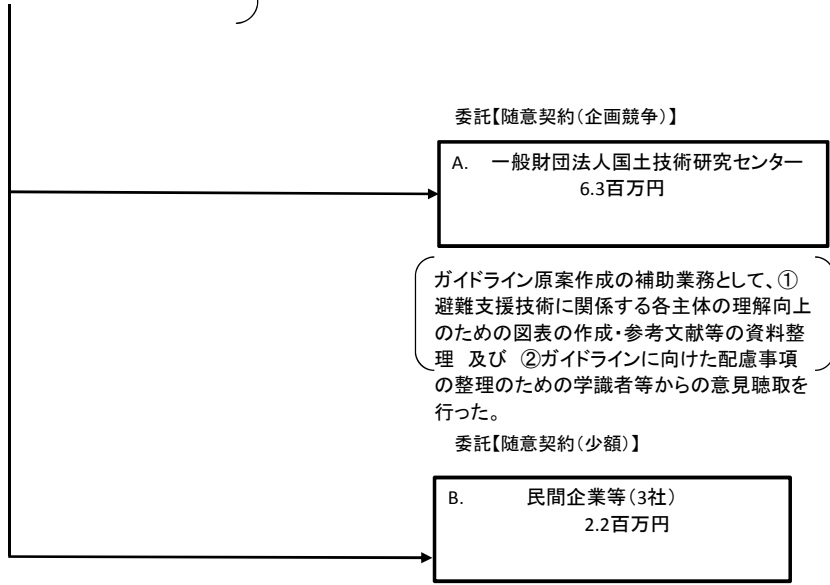 委託【随意契約(企画競争)】
A. 一般財団法人国土技術研究センター
6.3百万円
ガイドライン原案作成の補助業務として、①
避難支援技術に関係する各主体の理解向上
のための図表の作成・参考文献等の資料整
理 及び ②ガイドラインに向けた配慮事項
の整理のための学識者等からの意見聴取を
行った。
委託【随意契約(少額)】
B. 民間企業等(3社)
2.2百万円